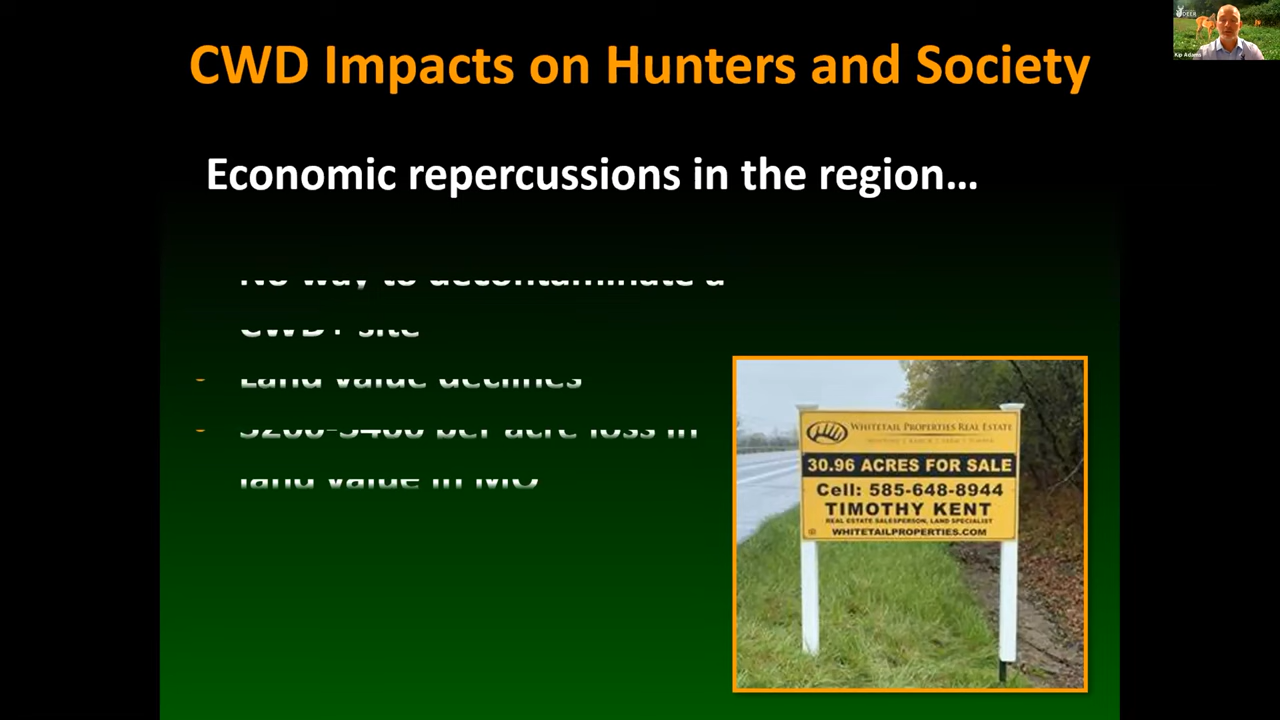 CWD Impacts on Hunters and Society
DEER
Kip Adams
Economic repercussions in the region…
No way to decontaminate a
CWD+ site
Land value declines
per acre loss in
land value in MO
WHITETAIL PROPERTIES REAL ESTATE
30.96 ACRES FOR SALE
Cell: 585-648-8944
TIMOTHY KENT
REAL ESTATE SALESPERSON, LAND SPECIALIST
WHITETAILPROPERTIES.COM